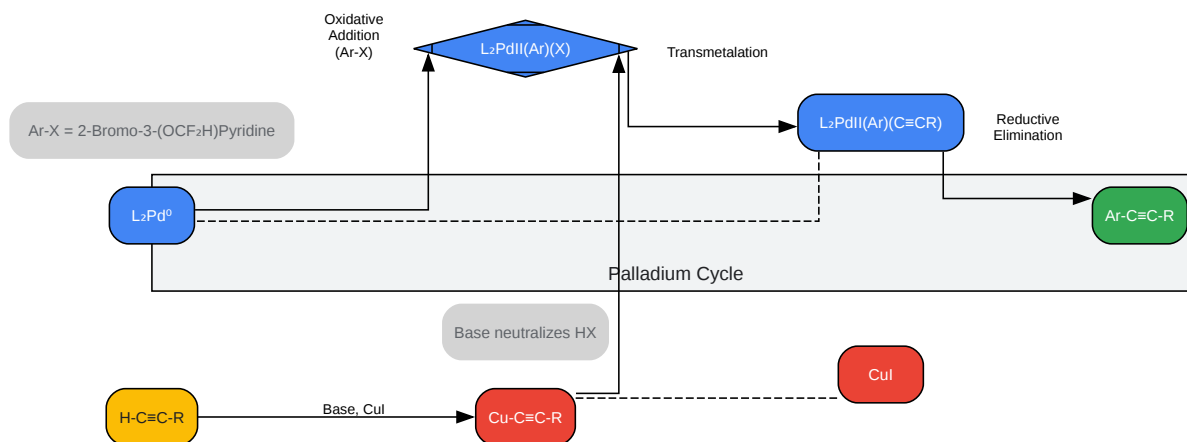 Oxidative
Addition
(Ar-X)
L₂PdII(Ar)(X)
Transmetalation
Ar-X = 2-Bromo-3-(OCF₂H)Pyridine
L₂PdII(Ar)(C≡CR)
Reductive
Elimination
L₂Pd⁰
Ar-C≡C-R
Palladium Cycle
Base neutralizes HX
CuI
H-C≡C-R
Base, CuI
Cu-C≡C-R